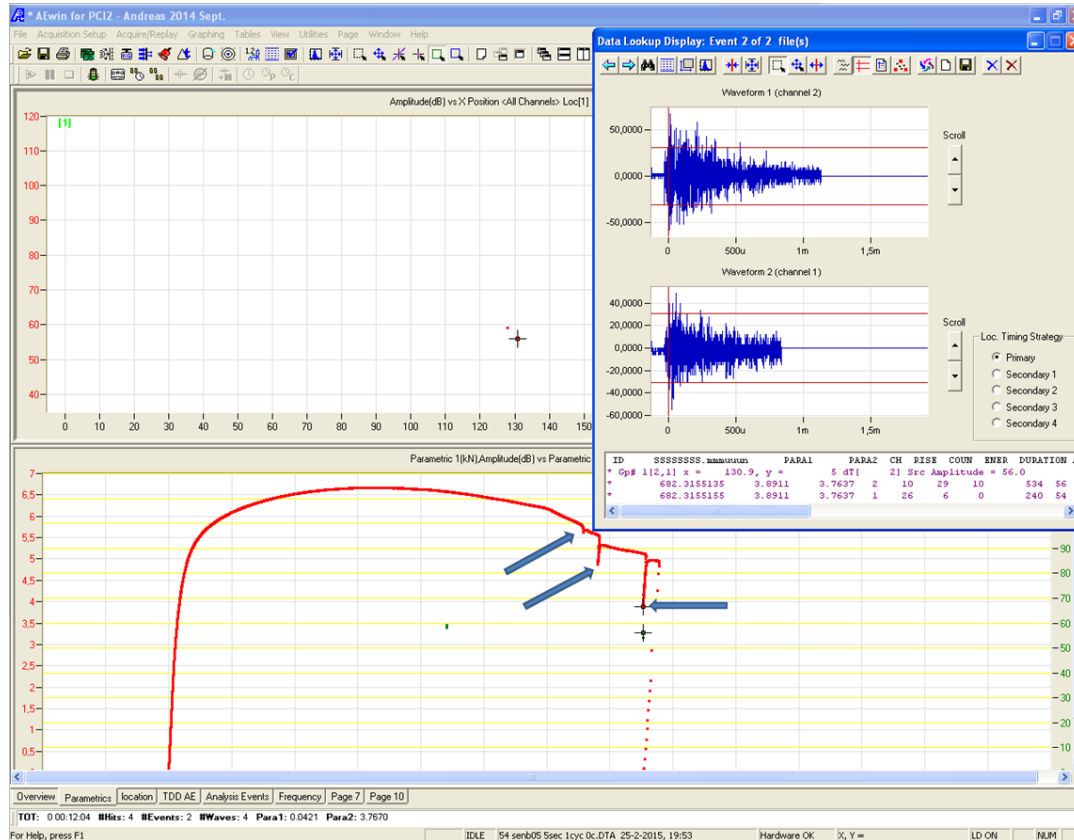 * AEwin for PCI2 - Andreas 2014 Sept.
File Acquisition Setup Acquire/Replay Graphing Tables View Utilities Page Window Help
Amplitude(dB) vs X Position <All Channels> Loc[1]
[1]
120
110
100
90
80
70
60
50
40
0 10 20 30 40 50 60 70 80 90 100 110 120 130 140 150
Data Lookup Display: Event 2 of 2 file(s)
Waveform 1 (channel 2)
50,0000
0,0000
-50,0000
0 500u 1m 1,5m
Scroll
Waveform 2 (channel 1)
40,0000
20,0000
0,0000
-20,0000
-40,0000
-60,0000
0 500u 1m 1,5m
Scroll
Loc. Timing Strategy
Primary
Secondary 1
Secondary 2
Secondary 3
Secondary 4
ID SSSSSSSS.mmmuuun PARA1 PARA2 CH RISE COUN ENER DURATION
* Gp# 1[2,1] x = 130.9, y = 5 dT[ 2] Src Amplitude = 56.0
* 682.3155135 3.8911 3.7637 2 10 29 10 534 56
* 682.3155155 3.8911 3.7637 1 26 6 0 240 54
Parametric 1(kN),Amplitude(dB) vs Parametric
7
6,5
6
5,5
5
4,5
4
3,5
3
2,5
2
1,5
1
0,5
90
80
70
60
50
40
30
20
10
Overview Parametrics location TDD AE Analysis Events Frequency Page 7 Page 10
TOT: 0 00:12:04 #Hits: 4 #Events: 2 #Waves: 4 Para1: 0.0421 Para2: 3.7670
For Help, press F1 IDLE 54 senb05 5sec 1cyc 0c.DTA 25-2-2015, 19:53 Hardware OK X, Y = LD ON NUM